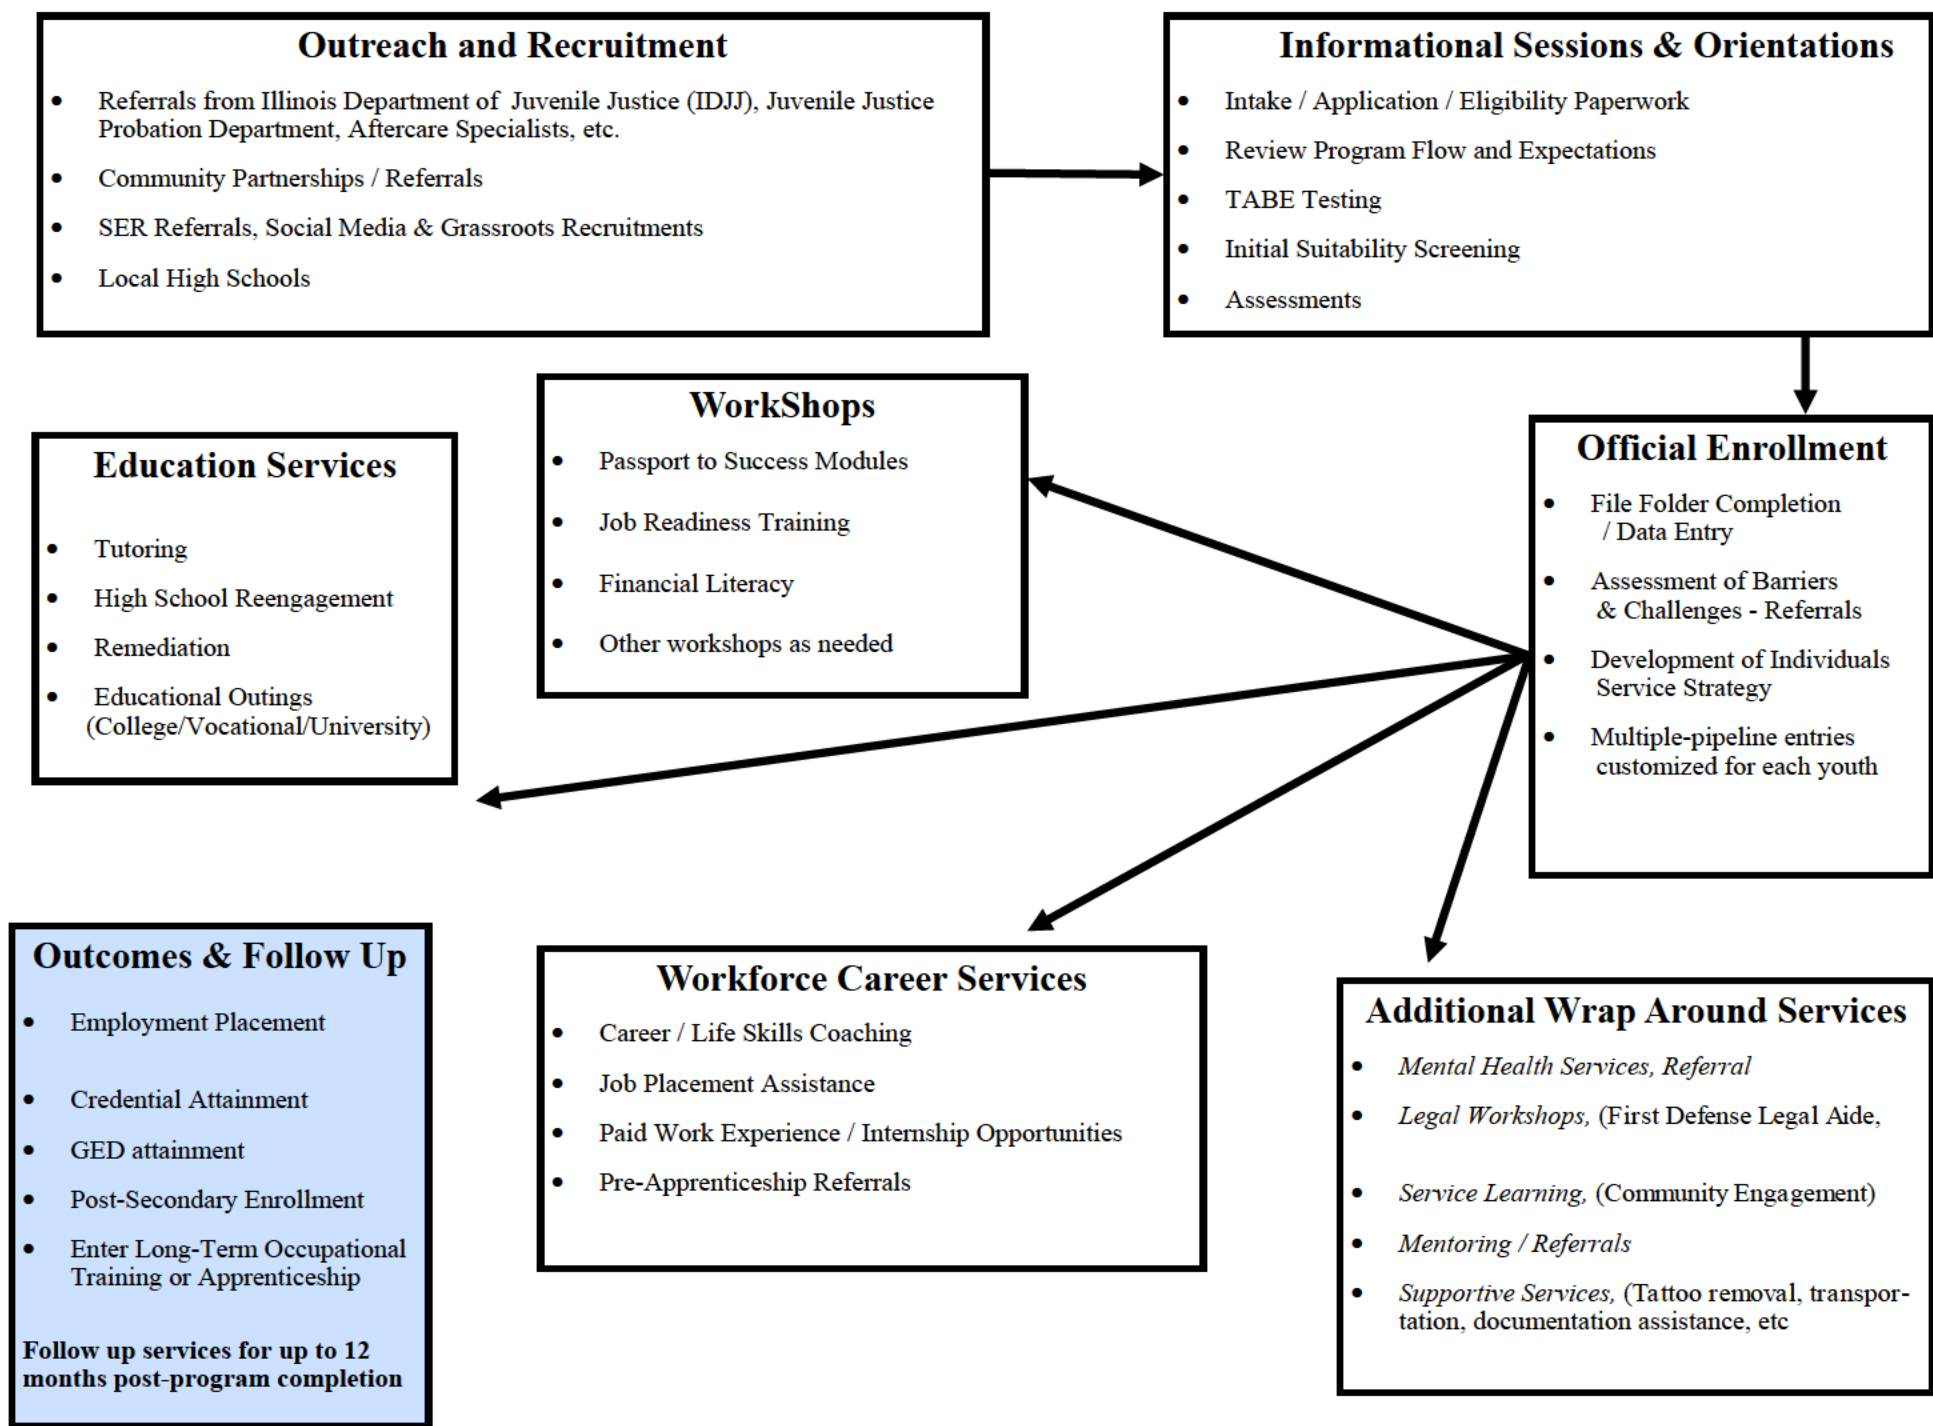 Outreach and Recruitment
• Referrals from Illinois Department of Juvenile Justice (IDJJ), Juvenile Justice
Probation Department, Aftercare Specialists, etc.
• Community Partnerships / Referrals
• SER Referrals, Social Media & Grassroots Recruitments
• Local High Schools
Informational Sessions & Orientations
• Intake / Application / Eligibility Paperwork
• Review Program Flow and Expectations
• TABE Testing
• Initial Suitability Screening
• Assessments
Education Services
• Tutoring
• High School Reengagement
• Remediation
• Educational Outings
(College/Vocational/University)
WorkShops
• Passport to Success Modules
• Job Readiness Training
• Financial Literacy
• Other workshops as needed
Official Enrollment
• File Folder Completion
/ Data Entry
• Assessment of Barriers
& Challenges - Referrals
• Development of Individuals
Service Strategy
• Multiple-pipeline entries
customized for each youth
Outcomes & Follow Up
• Employment Placement
• Credential Attainment
• GED attainment
• Post-Secondary Enrollment
• Enter Long-Term Occupational
Training or Apprenticeship
Follow up services for up to 12
months post-program completion
Workforce Career Services
• Career / Life Skills Coaching
• Job Placement Assistance
• Paid Work Experience / Internship Opportunities
• Pre-Apprenticeship Referrals
Additional Wrap Around Services
• Mental Health Services, Referral
• Legal Workshops, (First Defense Legal Aide,
• Service Learning, (Community Engagement)
• Mentoring / Referrals
• Supportive Services, (Tattoo removal, transpor-
tation, documentation assistance, etc